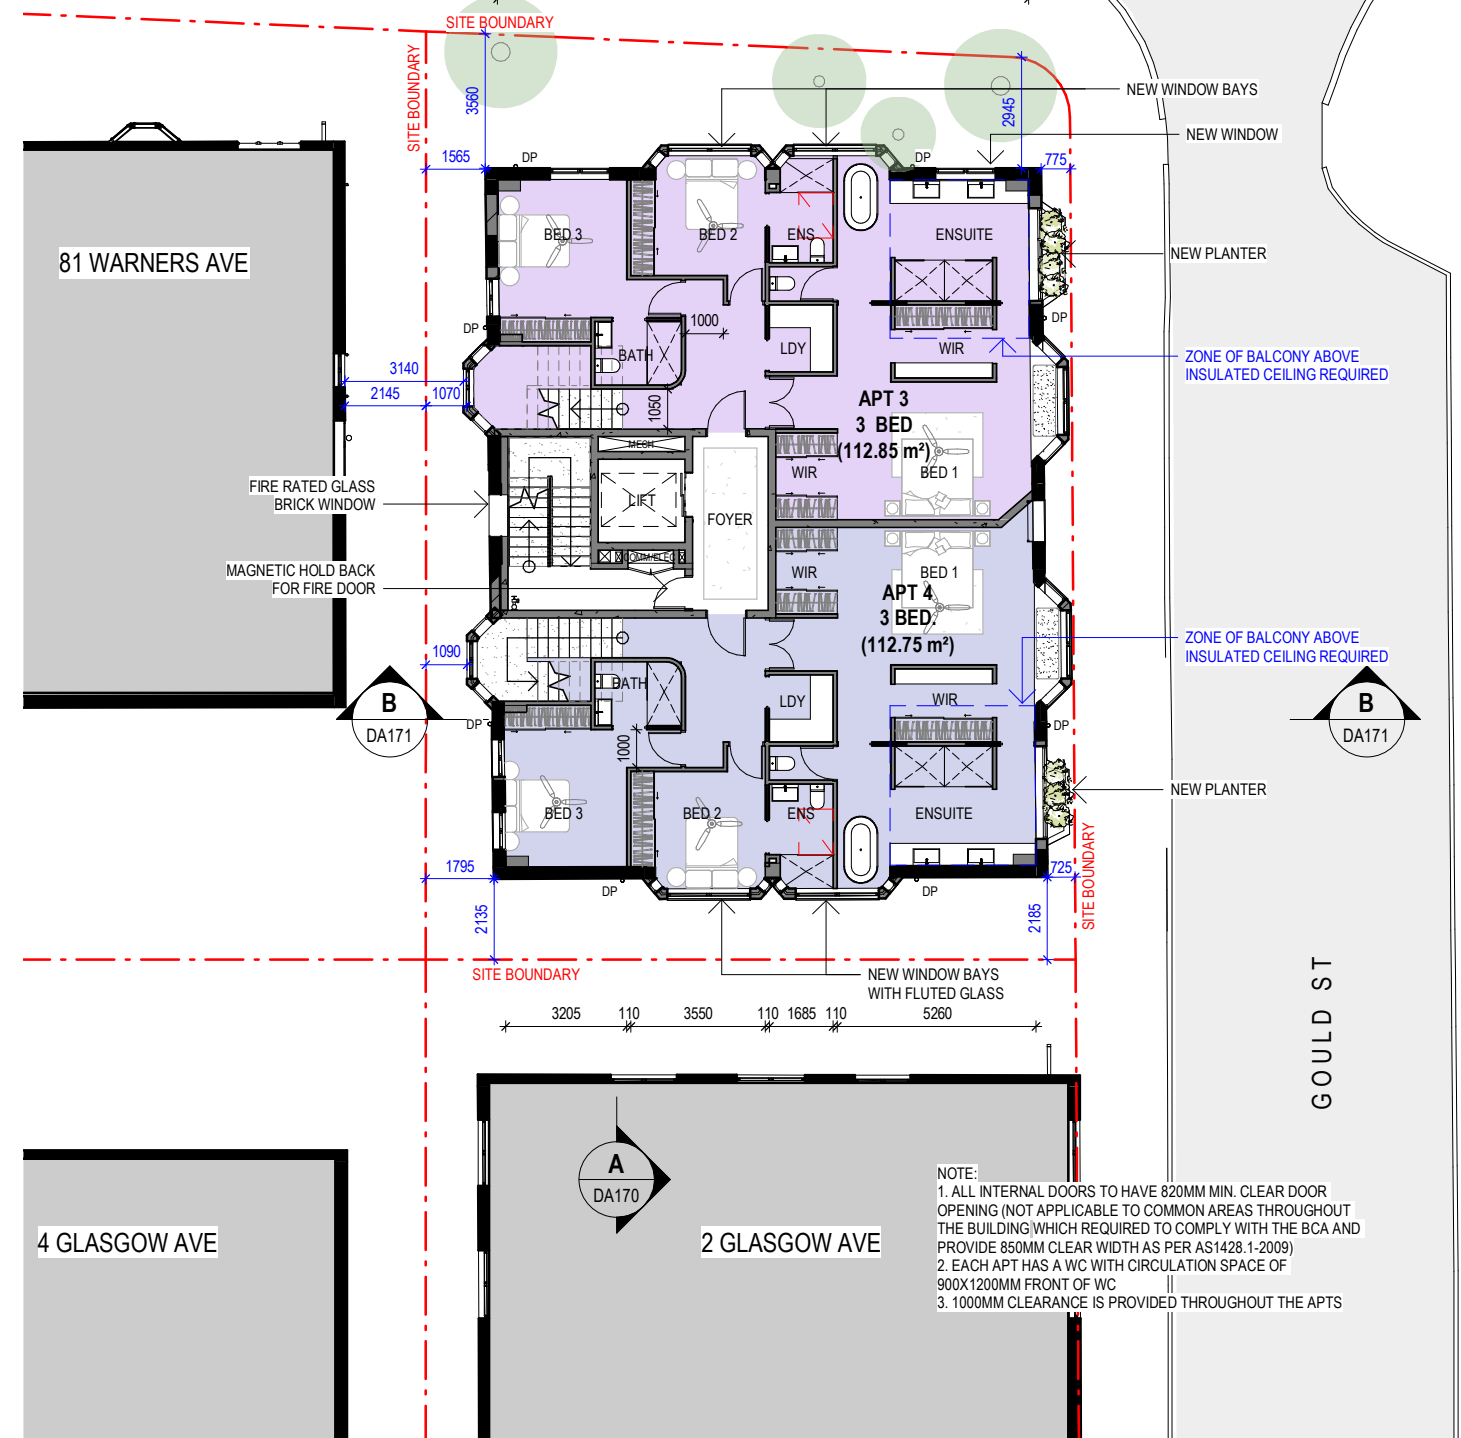 SITE BOUNDARY
SITE BOUNDARY
3560
2945
NEW WINDOW BAYS
NEW WINDOW
1565
DP
DP
775
81 WARNERS AVE
BED 3
BED 2
ENS
ENSUITE
NEW PLANTER
DP
DP
1000
BATH
LDY
WIR
ZONE OF BALCONY ABOVE
INSULATED CEILING REQUIRED
3140
2145
1070
1050
APT 3
3 BED
(112.85 m²)
MECH
WIR
BED 1
FIRE RATED GLASS
BRICK WINDOW
LIFT
FOYER
COMM/ELEC
MAGNETIC HOLD BACK
FOR FIRE DOOR
WIR
BED 1
APT 4
3 BED.
(112.75 m²)
ZONE OF BALCONY ABOVE
INSULATED CEILING REQUIRED
1090
BATH
LDY
WIR
B
DA171
B
DA171
DP
DP
1000
NEW PLANTER
BED 3
BED 2
ENS
ENSUITE
1795
725
DP
DP
2135
2185
SITE BOUNDARY
SITE BOUNDARY
NEW WINDOW BAYS
WITH FLUTED GLASS
3205
110
3550
110
1685
110
5260
GOULD ST
A
DA170
4 GLASGOW AVE
2 GLASGOW AVE
NOTE:
1. ALL INTERNAL DOORS TO HAVE 820MM MIN. CLEAR DOOR
OPENING (NOT APPLICABLE TO COMMON AREAS THROUGHOUT
THE BUILDING WHICH REQUIRED TO COMPLY WITH THE BCA AND
PROVIDE 850MM CLEAR WIDTH AS PER AS1428.1-2009)
2. EACH APT HAS A WC WITH CIRCULATION SPACE OF
900X1200MM FRONT OF WC
3. 1000MM CLEARANCE IS PROVIDED THROUGHOUT THE APTS